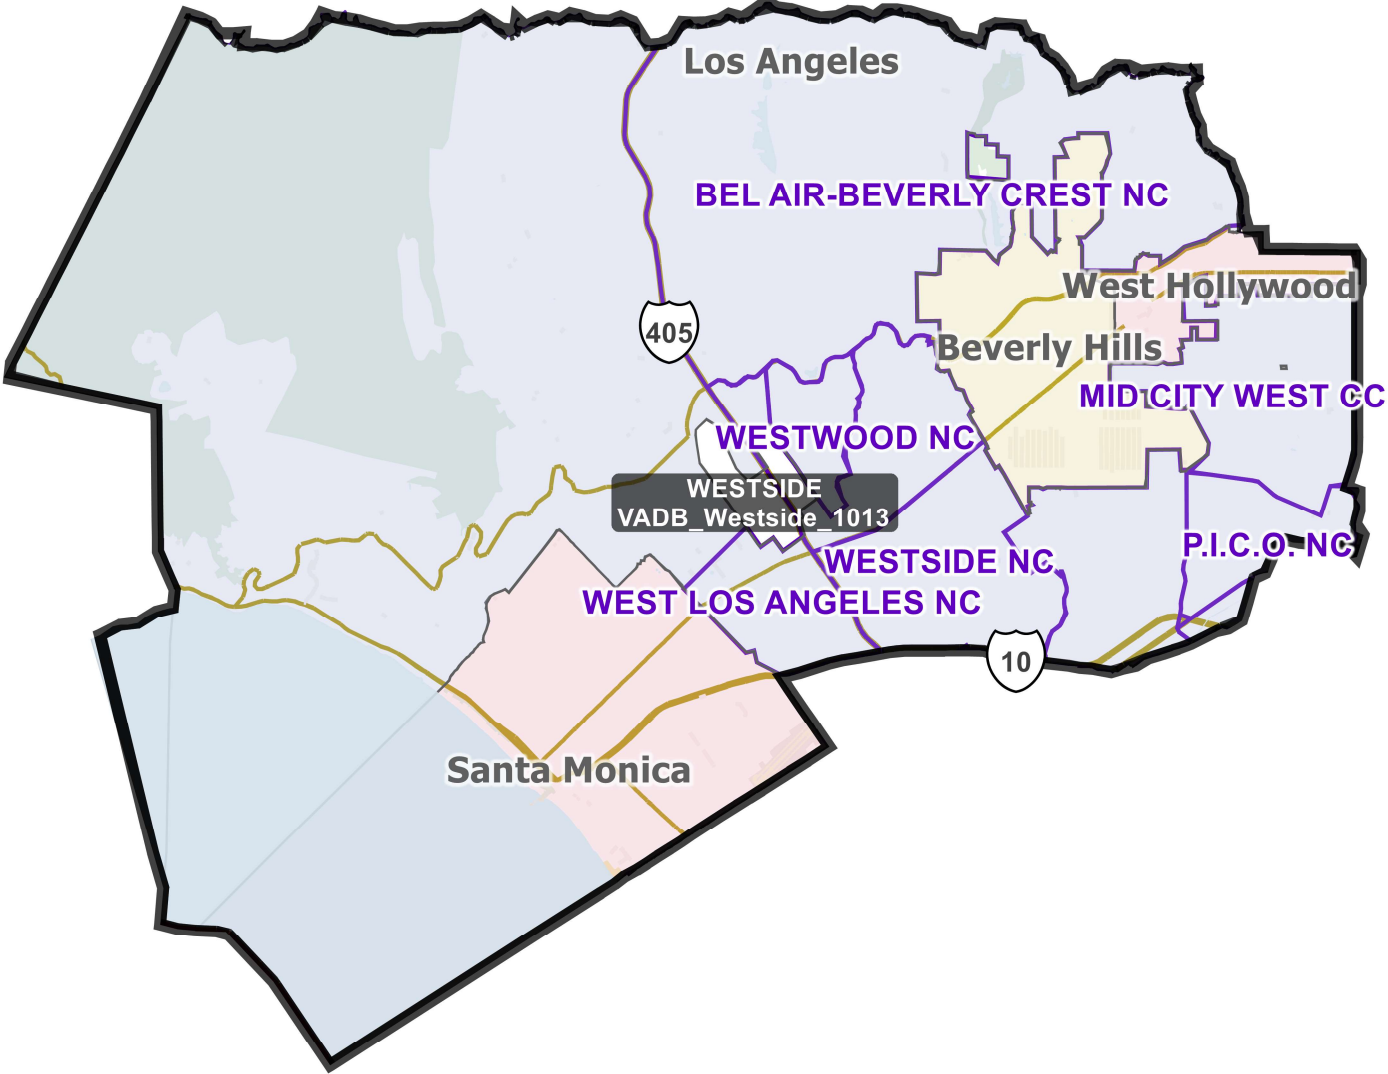 Los Angeles
BEL AIR-BEVERLY CREST NC
West Hollywood
405
Beverly Hills
MID CITY WEST CC
WESTWOOD NC
WESTSIDE
VADB_Westside_1013
P.I.C.O. NC
WESTSIDE NC
WEST LOS ANGELES NC
10
Santa Monica